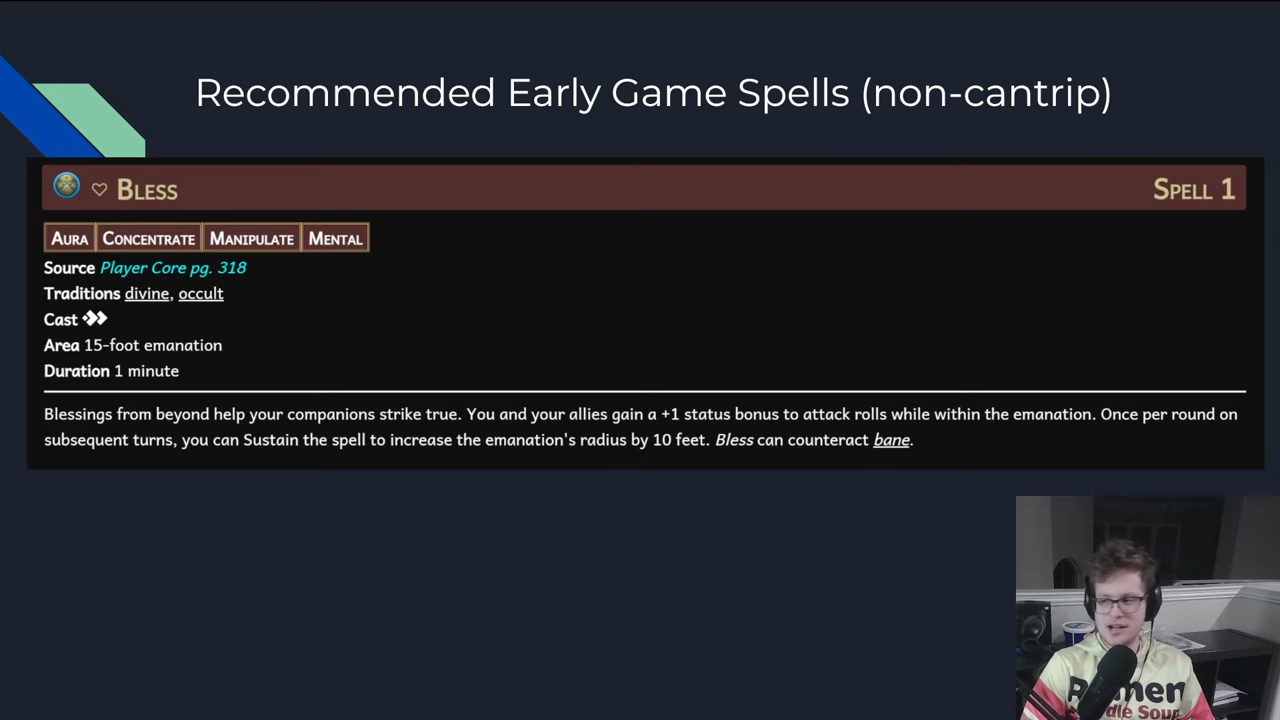 Recommended Early Game Spells (non-cantrip)
Bless
Spell 1
Aura Concentrate Manipulate Mental
Source Player Core pg. 318
Traditions divine, occult
Cast
Area 15-foot emanation
Duration 1 minute
Blessings from beyond help your companions strike true. You and your allies gain a +1 status bonus to attack rolls while within the emanation. Once per round on
subsequent turns, you can Sustain the spell to increase the emanation's radius by 10 feet. Bless can counteract bane.